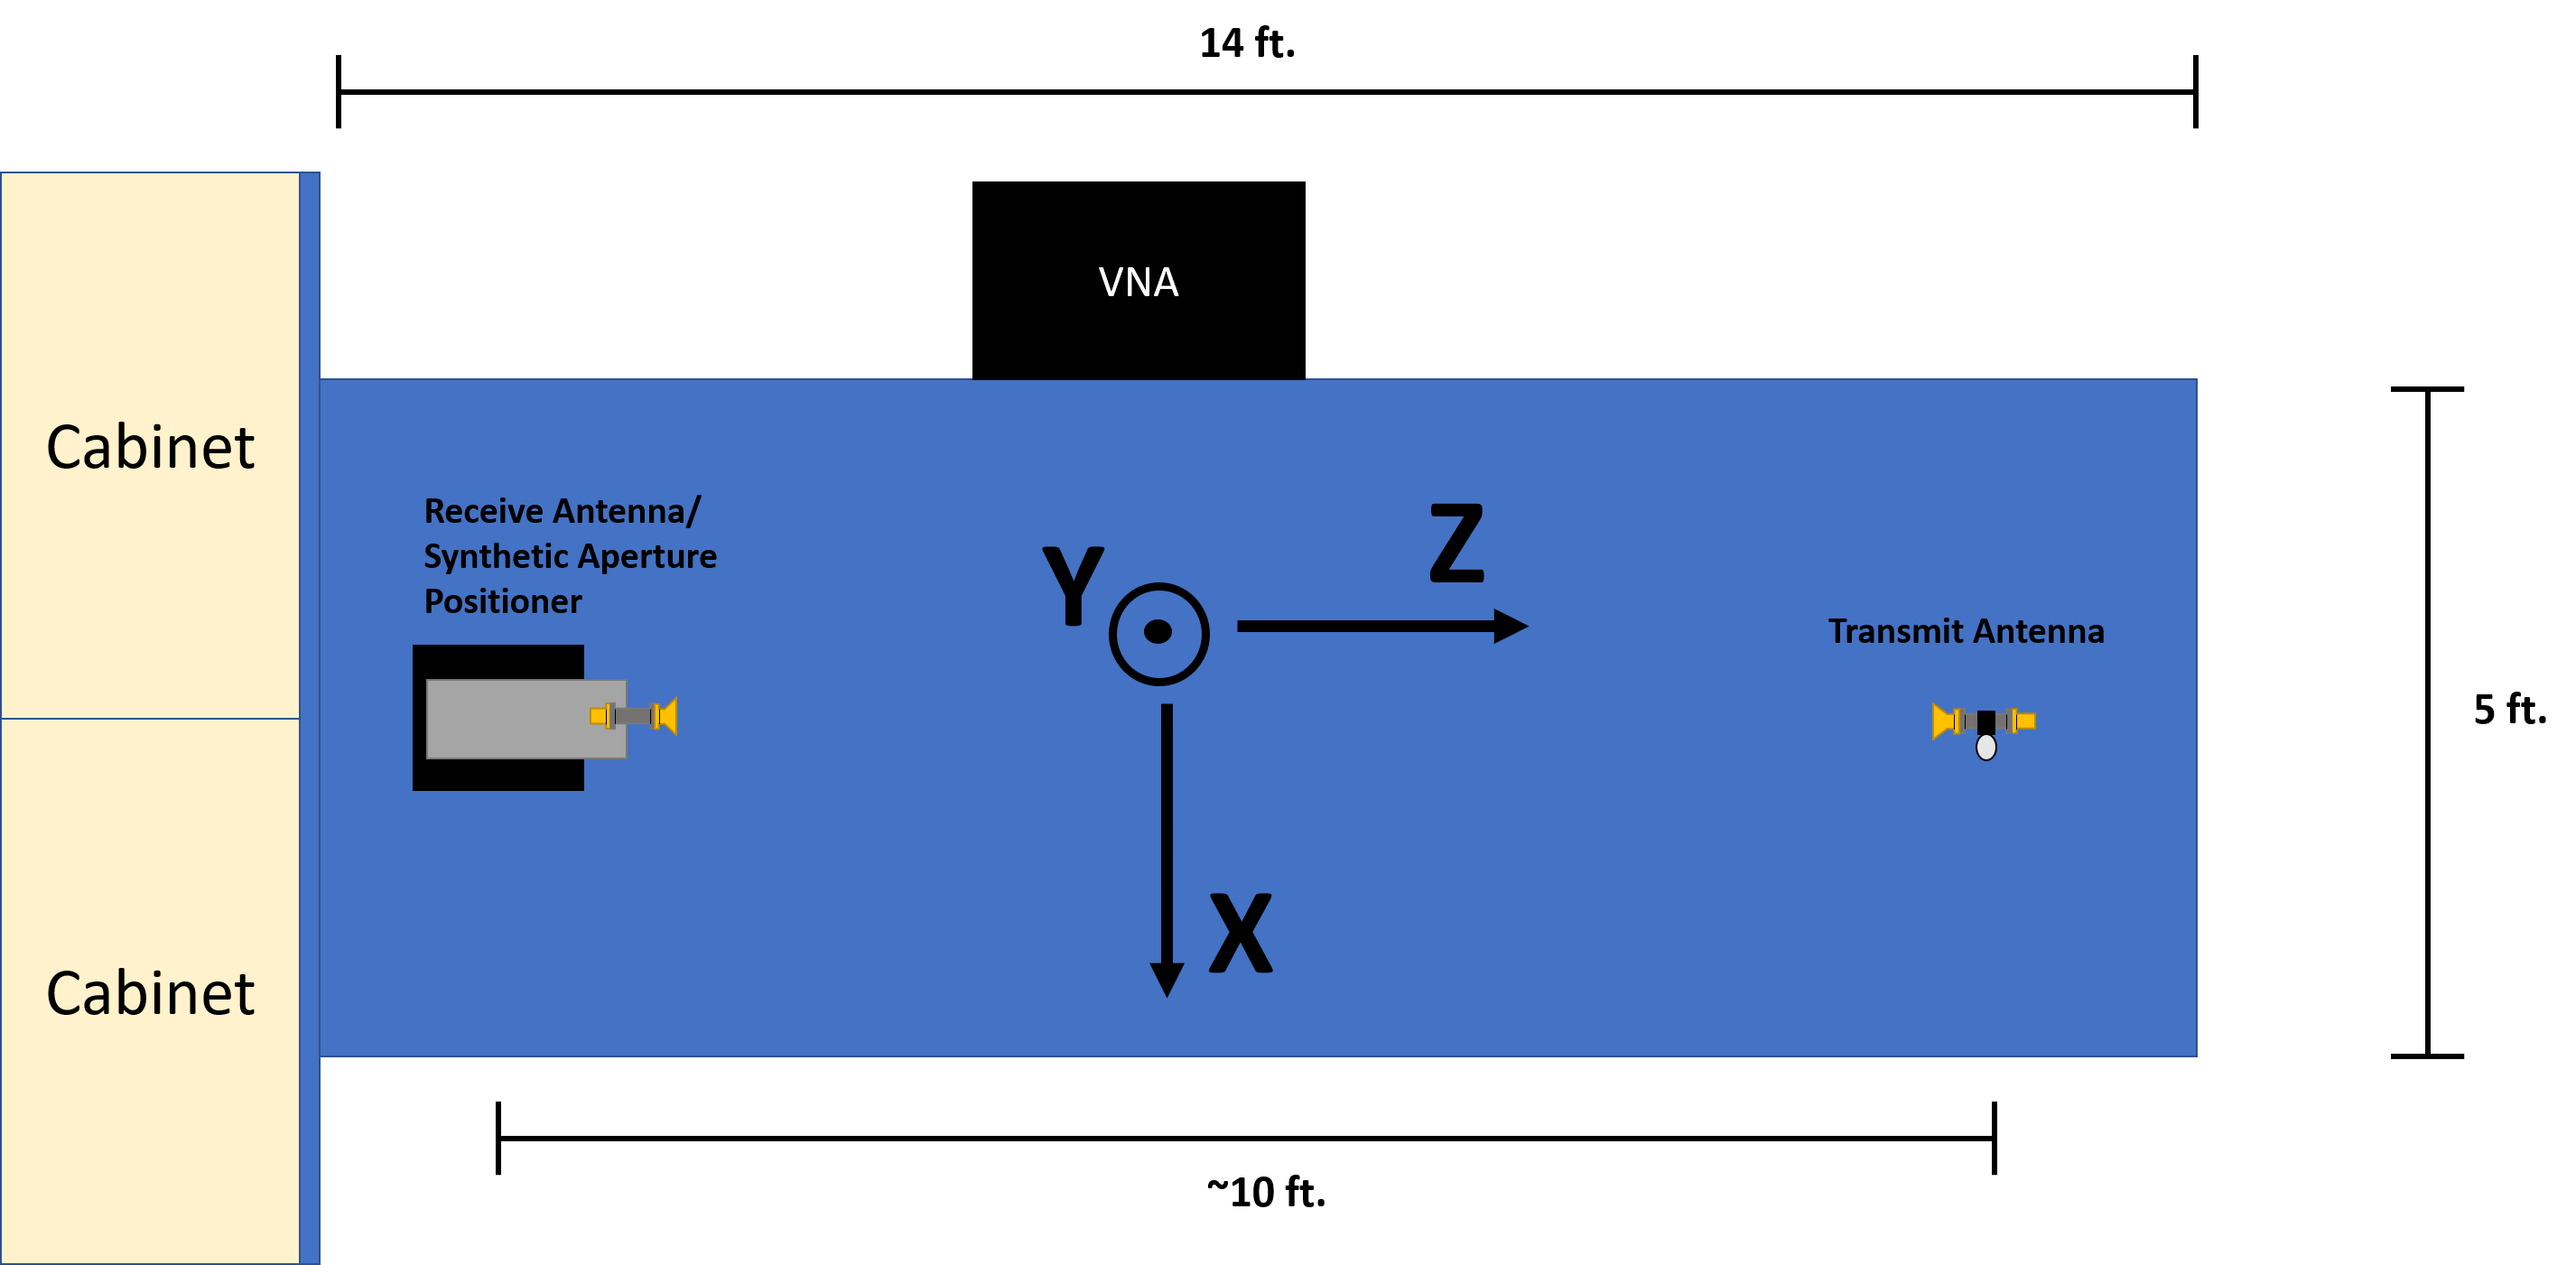 14 ft.
VNA
Cabinet
Receive Antenna/
Synthetic Aperture
Positioner
Y
Z
Transmit Antenna
5 ft.
X
Cabinet
~10 ft.